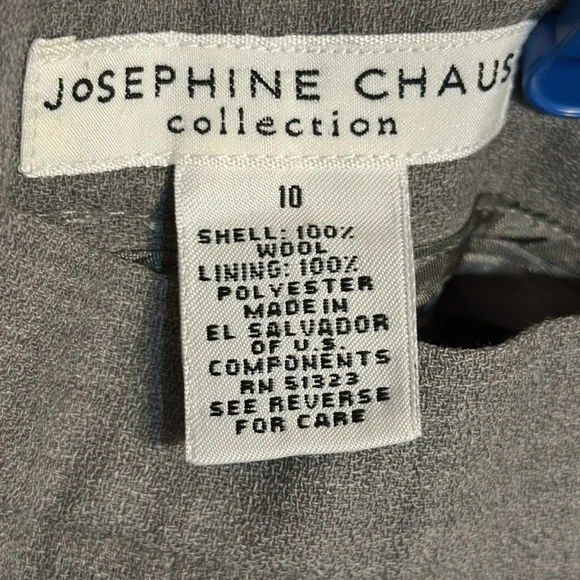 JoSEPHINE CHAUS
collection
10
SHELL: 100%
WOOL
LINING: 100%
POLYESTER
MADE IN
EL SALVADOR
OF U.S.
COMPONENTS
RN 51323
SEE REVERSE
FOR CARE